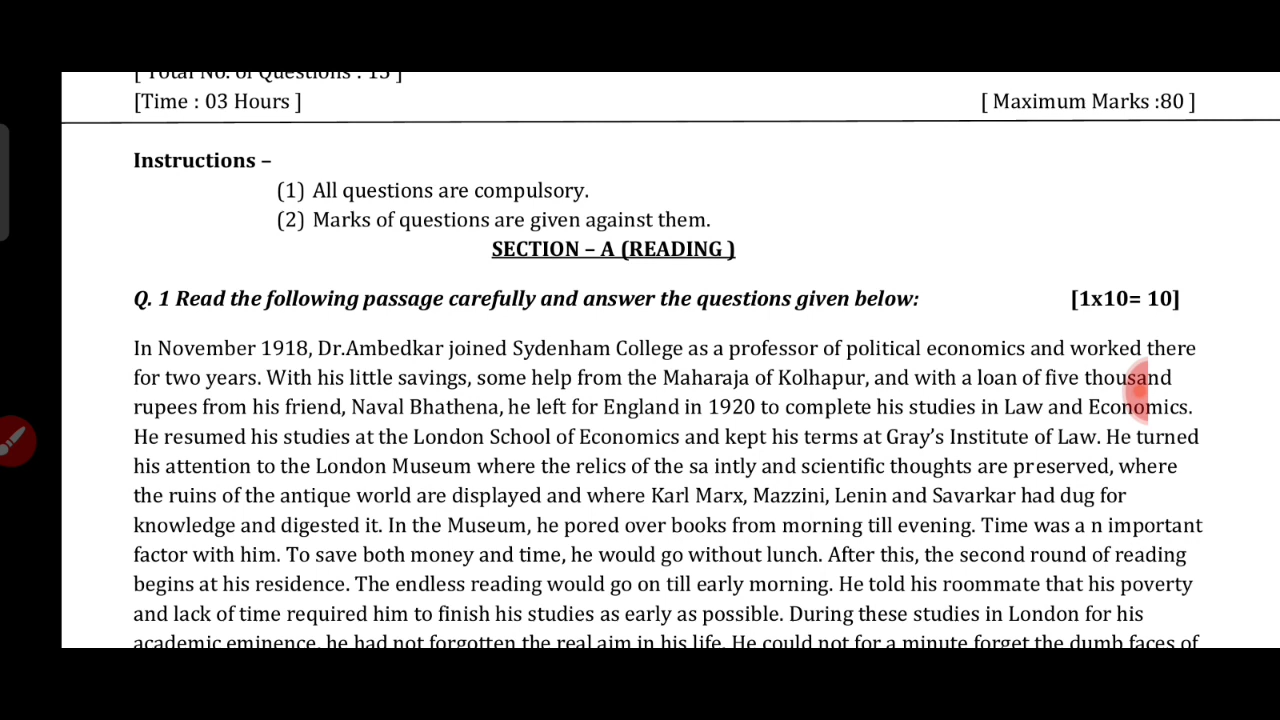 [ Total No. of Questions : 15 ]
[Time : 03 Hours ]
[ Maximum Marks :80 ]
Instructions –
(1) All questions are compulsory.
(2) Marks of questions are given against them.
SECTION – A (READING )
Q. 1 Read the following passage carefully and answer the questions given below:
[1x10= 10]
In November 1918, Dr.Ambedkar joined Sydenham College as a professor of political economics and worked there
for two years. With his little savings, some help from the Maharaja of Kolhapur, and with a loan of five thousand
rupees from his friend, Naval Bhathena, he left for England in 1920 to complete his studies in Law and Economics.
He resumed his studies at the London School of Economics and kept his terms at Gray’s Institute of Law. He turned
his attention to the London Museum where the relics of the sa intly and scientific thoughts are preserved, where
the ruins of the antique world are displayed and where Karl Marx, Mazzini, Lenin and Savarkar had dug for
knowledge and digested it. In the Museum, he pored over books from morning till evening. Time was a n important
factor with him. To save both money and time, he would go without lunch. After this, the second round of reading
begins at his residence. The endless reading would go on till early morning. He told his roommate that his poverty
and lack of time required him to finish his studies as early as possible. During these studies in London for his
academic eminence, he had not forgotten the real aim in his life. He could not for a minute forget the dumb faces of